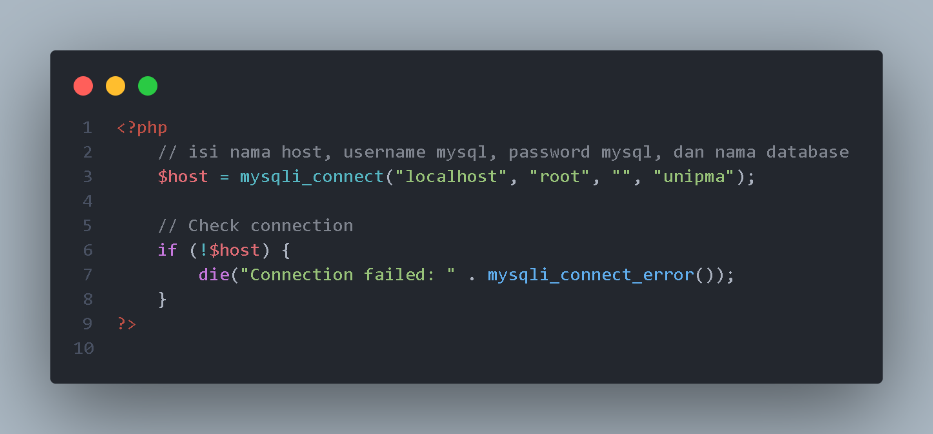 1 <?php
2 // isi nama host, username mysql, password mysql, dan nama database
3 $host = mysqli_connect("localhost", "root", "", "unipma");
4
5 // Check connection
6 if (!$host) {
7 die("Connection failed: " . mysqli_connect_error());
8 }
9 ?>
10